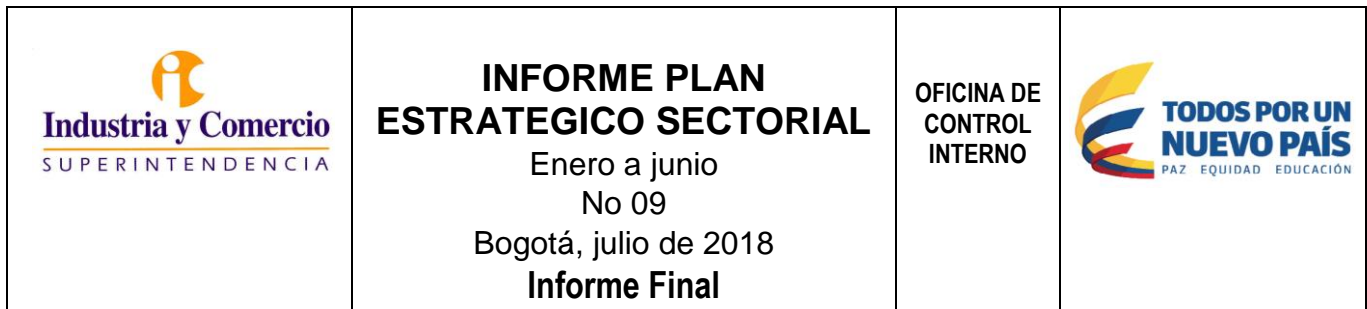 ic
Industria y Comercio
SUPERINTENDENCIA
INFORME PLAN
ESTRATEGICO SECTORIAL
Enero a junio
No 09
Bogotá, julio de 2018
Informe Final
OFICINA DE
CONTROL
INTERNO
TODOS POR UN
NUEVO PAÍS
PAZ EQUIDAD EDUCACIÓN